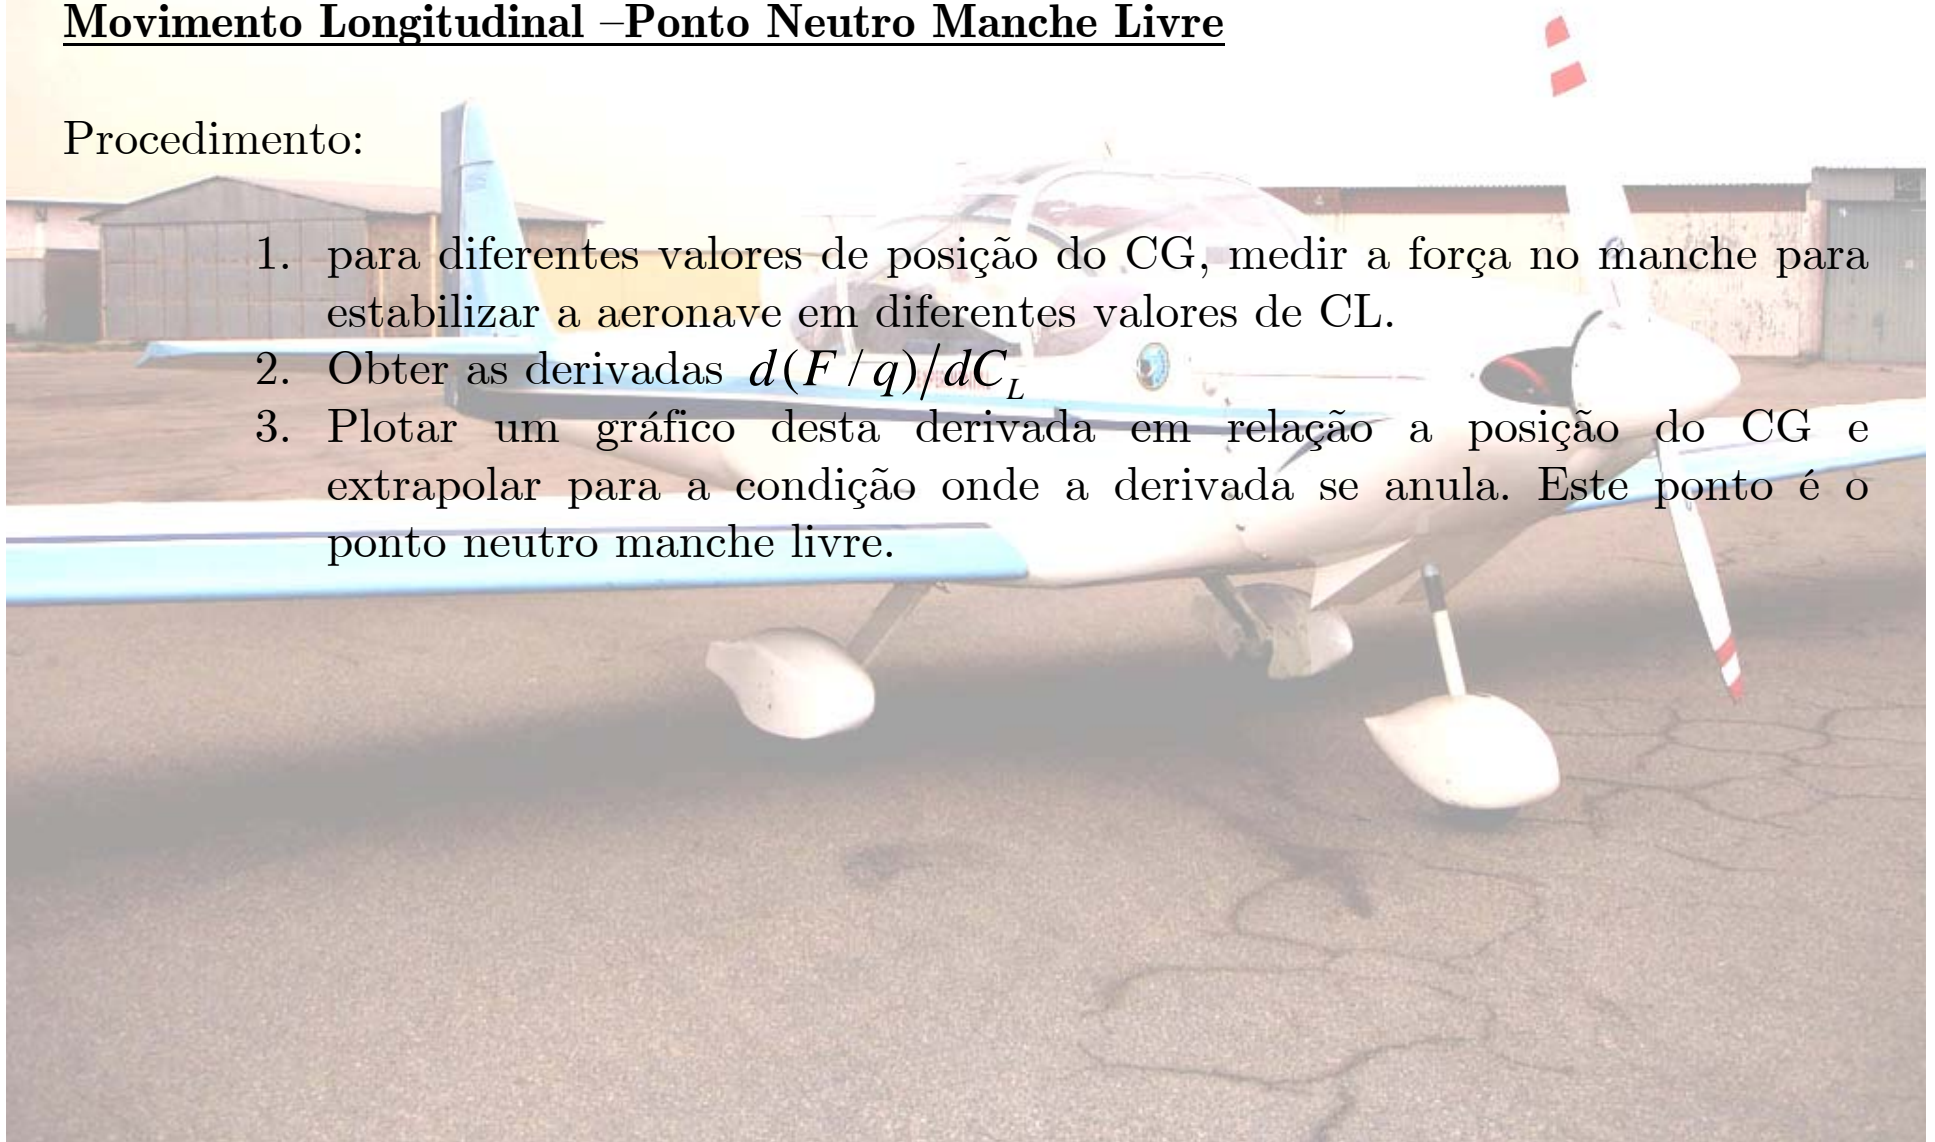 Movimento Longitudinal –Ponto Neutro Manche Livre
Procedimento:
1. para diferentes valores de posição do CG, medir a força no manche para
estabilizar a aeronave em diferentes valores de CL.
2. Obter as derivadas d(F / q)/dC_L
3. Plotar um gráfico desta derivada em relação a posição do CG e
extrapolar para a condição onde a derivada se anula. Este ponto é o
ponto neutro manche livre.